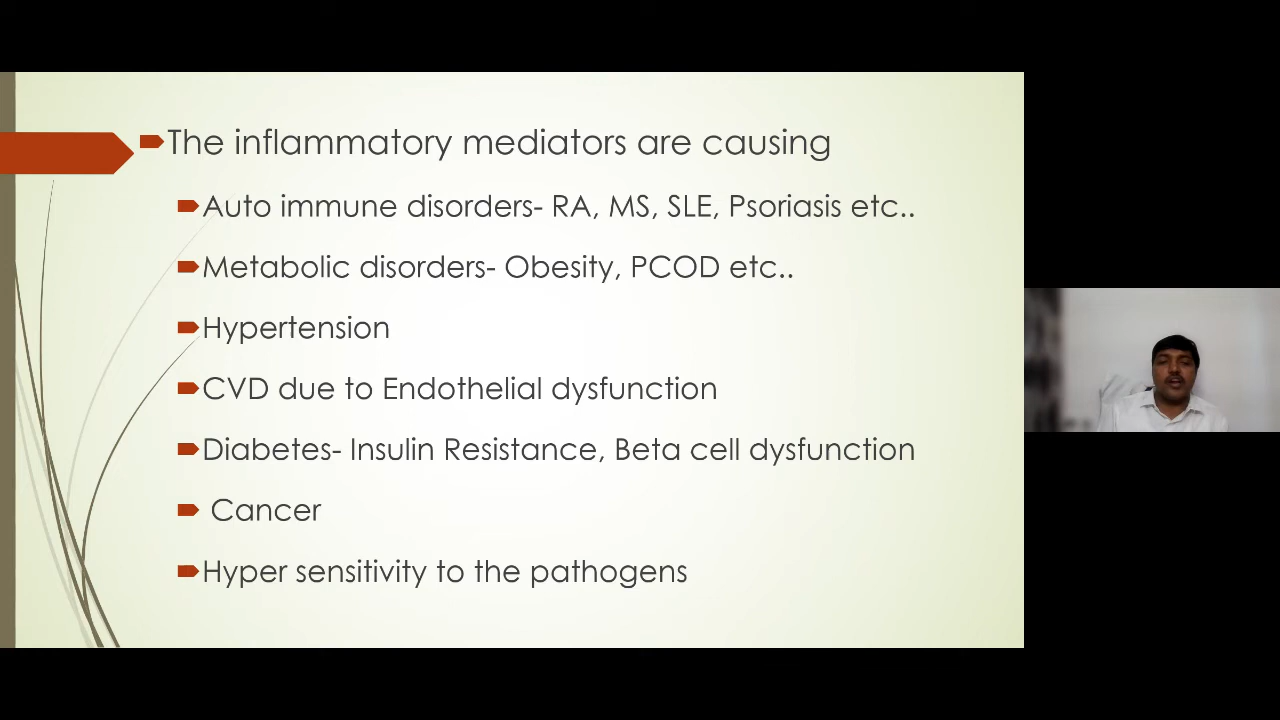 The inflammatory mediators are causing
Auto immune disorders- RA, MS, SLE, Psoriasis etc..
Metabolic disorders- Obesity, PCOD etc..
Hypertension
CVD due to Endothelial dysfunction
Diabetes- Insulin Resistance, Beta cell dysfunction
Cancer
Hyper sensitivity to the pathogens